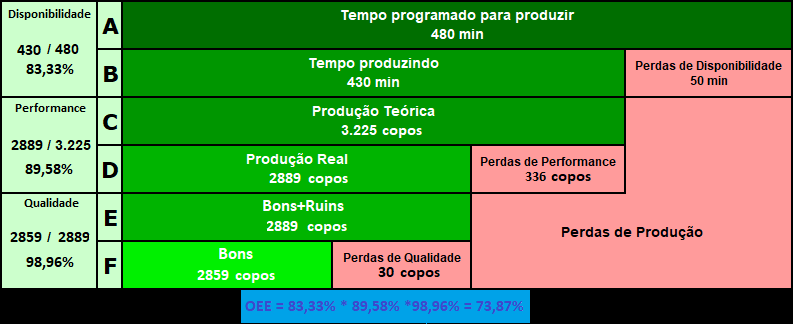 Disponibilidade
430 / 480
83,33%
A
Tempo programado para produzir
480 min
B
Tempo produzindo
430 min
Perdas de Disponibilidade
50 min
Performance
2889 / 3.225
89,58%
C
Produção Teórica
3.225 copos
D
Produção Real
2889 copos
Perdas de Performance
336 copos
Qualidade
2859 / 2889
98,96%
E
Bons+Ruins
2889 copos
Perdas de Produção
F
Bons
2859 copos
Perdas de Qualidade
30 copos
OEE = 83,33% * 89,58% *98,96% = 73,87%